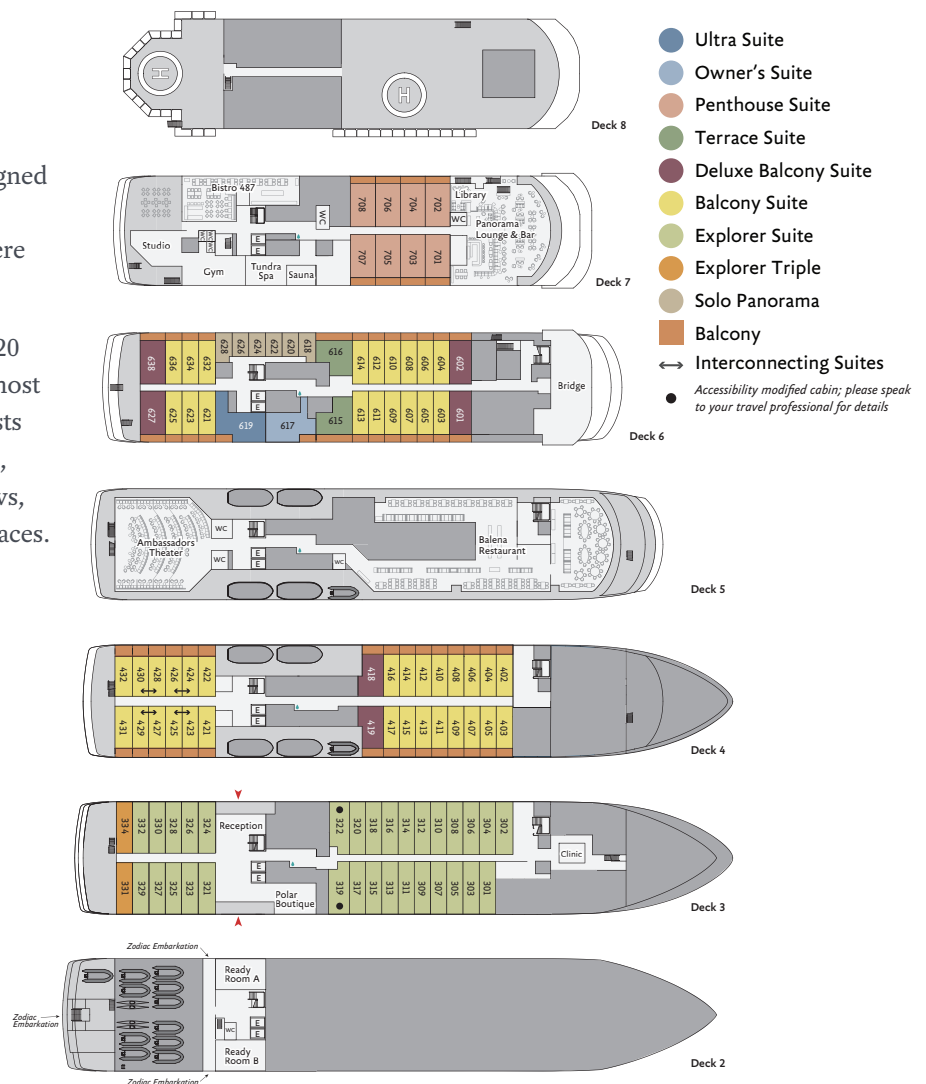 gned
ere
20
nost
sts
,
ws,
aces.
Ultra Suite
Owner's Suite
Penthouse Suite
Terrace Suite
Deluxe Balcony Suite
Balcony Suite
Explorer Suite
Explorer Triple
Solo Panorama
Balcony
Interconnecting Suites
Accessibility modified cabin; please speak
to your travel professional for details
H
H
Deck 8
Bistro 487
WC
708
706
704
702
Library
WC
Panorama
Lounge & Bar
Studio
WC
WC
WC
Gym
E
E
Tundra
Spa
Sauna
707
705
703
701
Deck 7
638
636
634
632
628
626
624
622
620
618
616
614
612
610
608
606
604
602
Bridge
E
E
627
625
623
621
619
617
615
613
611
609
607
605
603
601
Deck 6
Ambassadors
Theater
WC
WC
E
E
WC
Balena
Restaurant
Deck 5
432
430
428
426
424
422
418
416
414
412
410
408
406
404
402
E
E
431
429
427
425
423
421
419
417
415
413
411
409
407
405
403
Deck 4
334
332
330
328
326
324
Reception
322
320
318
316
314
312
310
308
306
304
302
Clinic
E
E
331
329
327
325
323
321
Polar
Boutique
319
317
315
313
311
309
307
305
303
301
Deck 3
Zodiac Embarkation
Ready
Room A
Zodiac
Embarkation
WC
E
E
Ready
Room B
Deck 2
Zodiac Embarkation